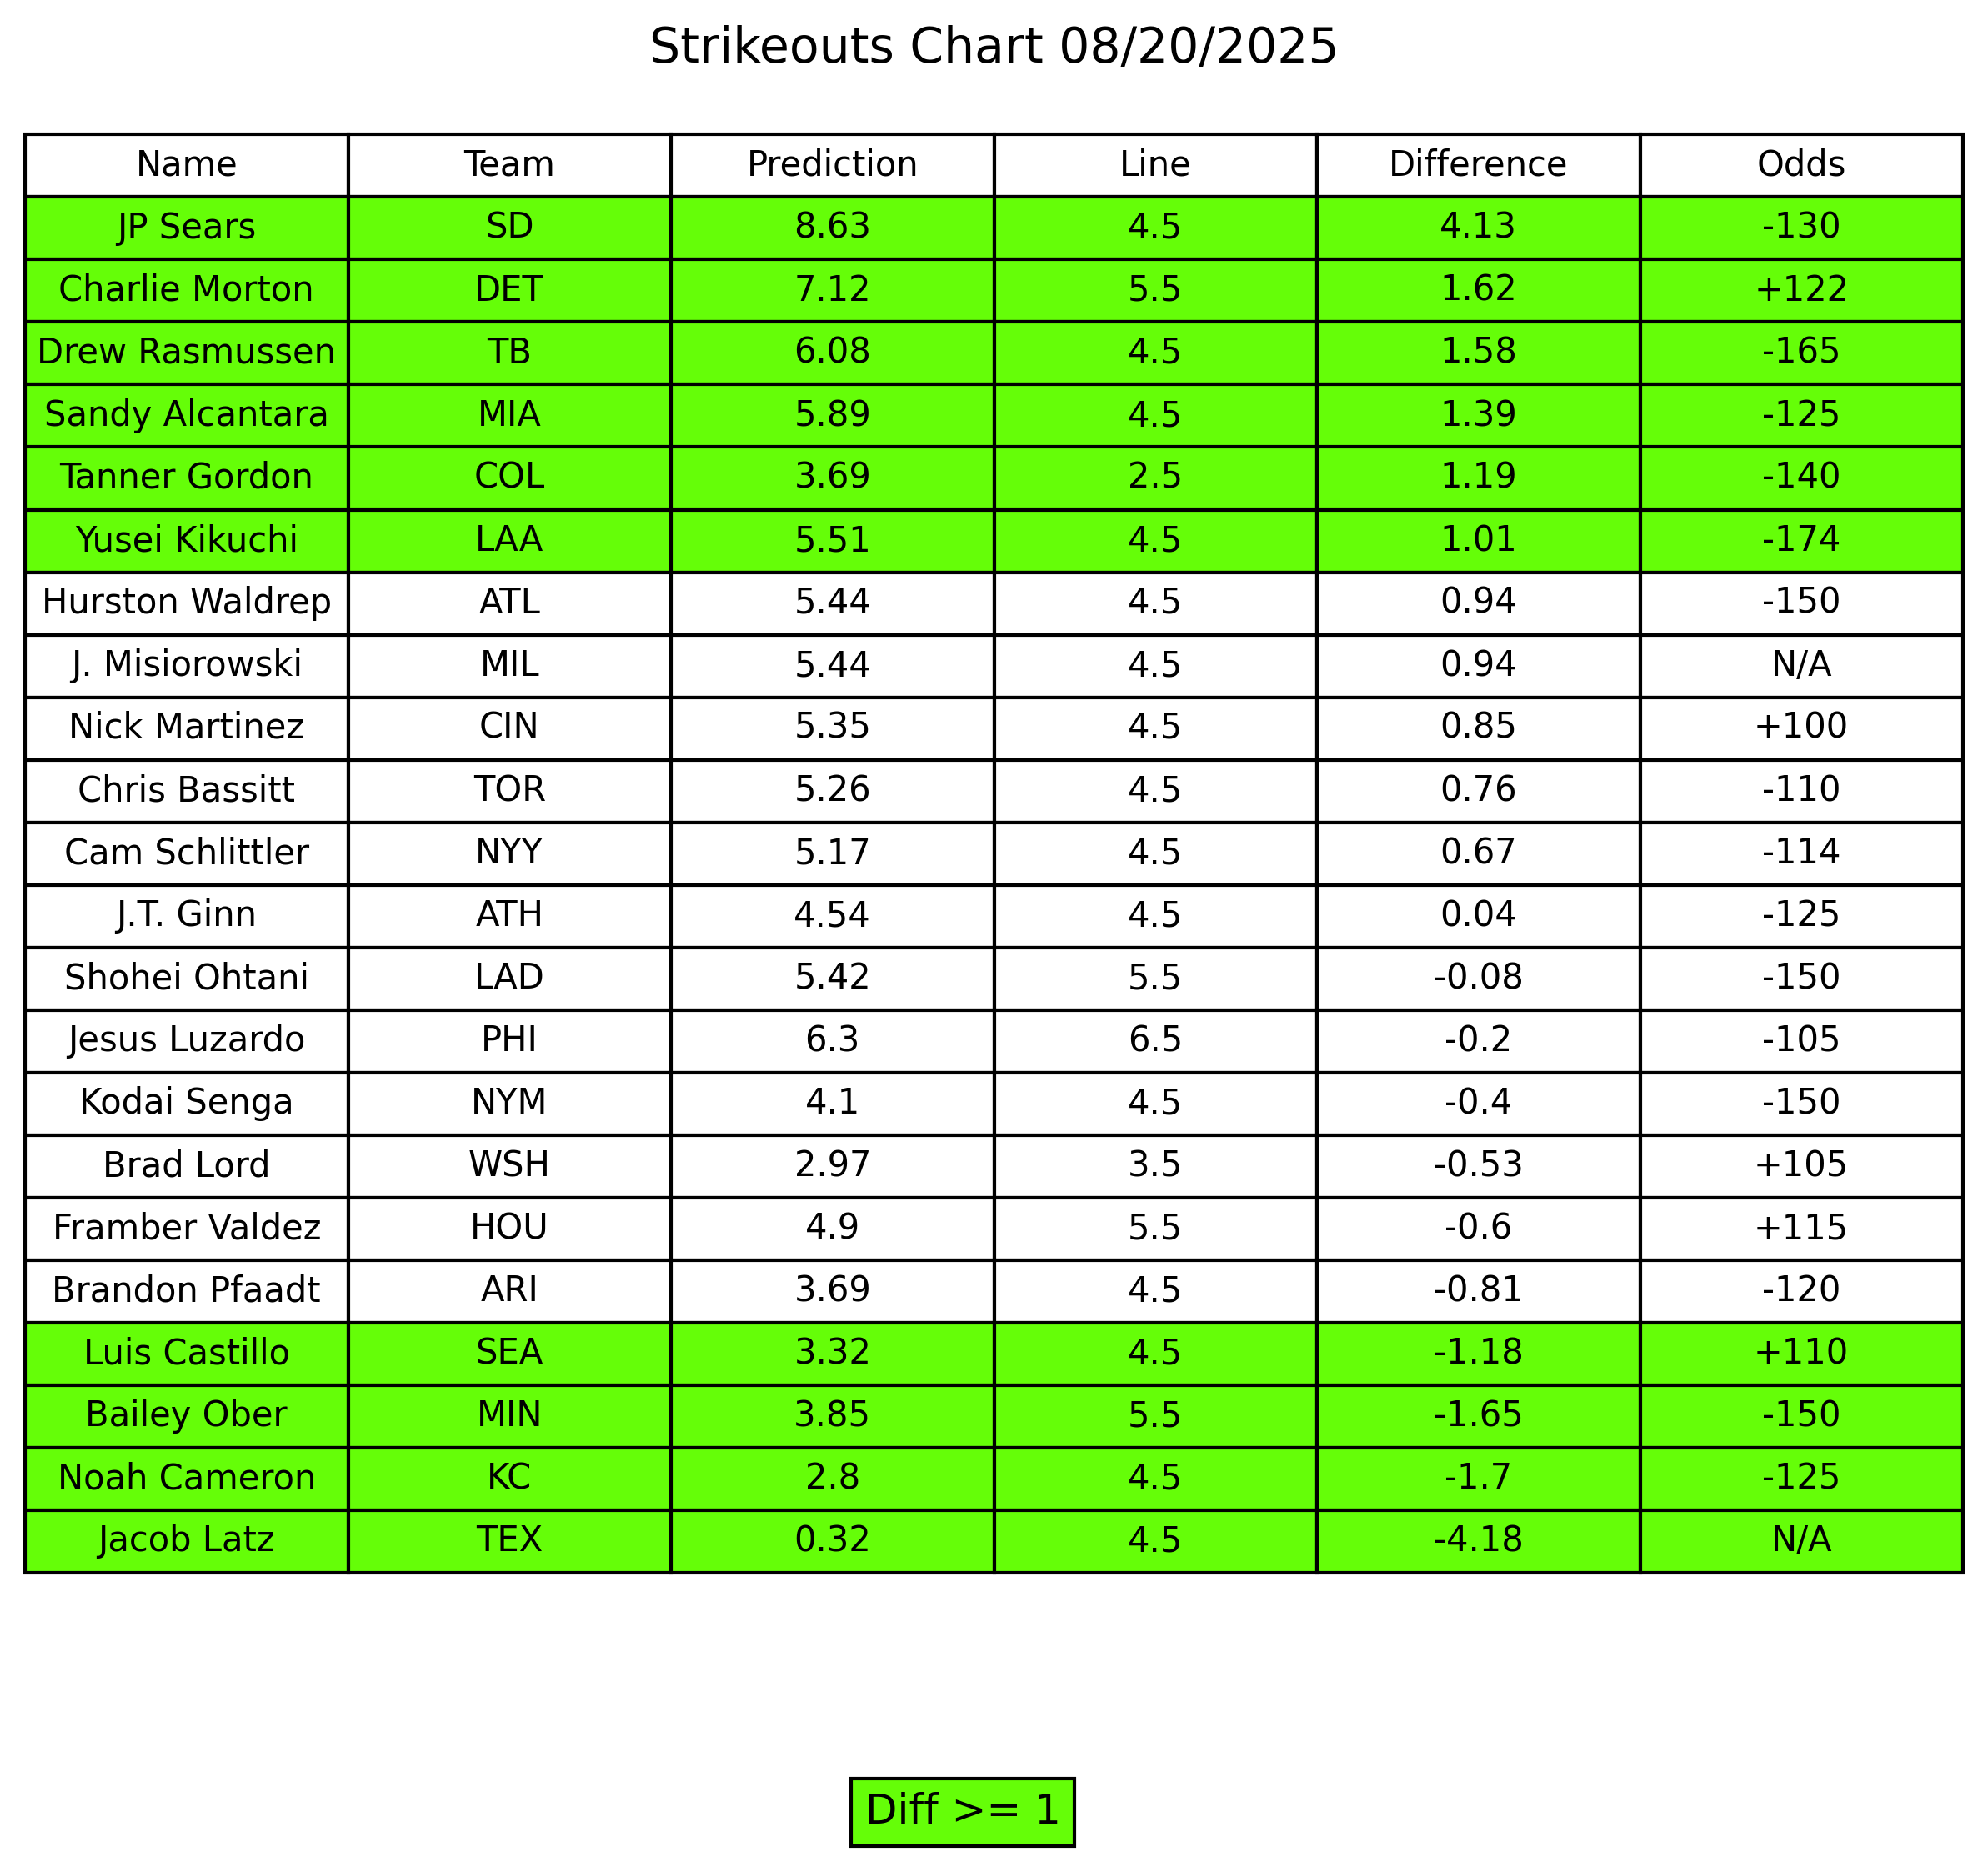 Strikeouts Chart 08/20/2025
Name Team Prediction Line Difference Odds
JP Sears SD 8.63 4.5 4.13 -130
Charlie Morton DET 7.12 5.5 1.62 +122
Drew Rasmussen TB 6.08 4.5 1.58 -165
Sandy Alcantara MIA 5.89 4.5 1.39 -125
Tanner Gordon COL 3.69 2.5 1.19 -140
Yusei Kikuchi LAA 5.51 4.5 1.01 -174
Hurston Waldrep ATL 5.44 4.5 0.94 -150
J. Misiorowski MIL 5.44 4.5 0.94 N/A
Nick Martinez CIN 5.35 4.5 0.85 +100
Chris Bassitt TOR 5.26 4.5 0.76 -110
Cam Schlittler NYY 5.17 4.5 0.67 -114
J.T. Ginn ATH 4.54 4.5 0.04 -125
Shohei Ohtani LAD 5.42 5.5 -0.08 -150
Jesus Luzardo PHI 6.3 6.5 -0.2 -105
Kodai Senga NYM 4.1 4.5 -0.4 -150
Brad Lord WSH 2.97 3.5 -0.53 +105
Framber Valdez HOU 4.9 5.5 -0.6 +115
Brandon Pfaadt ARI 3.69 4.5 -0.81 -120
Luis Castillo SEA 3.32 4.5 -1.18 +110
Bailey Ober MIN 3.85 5.5 -1.65 -150
Noah Cameron KC 2.8 4.5 -1.7 -125
Jacob Latz TEX 0.32 4.5 -4.18 N/A
Diff >= 1